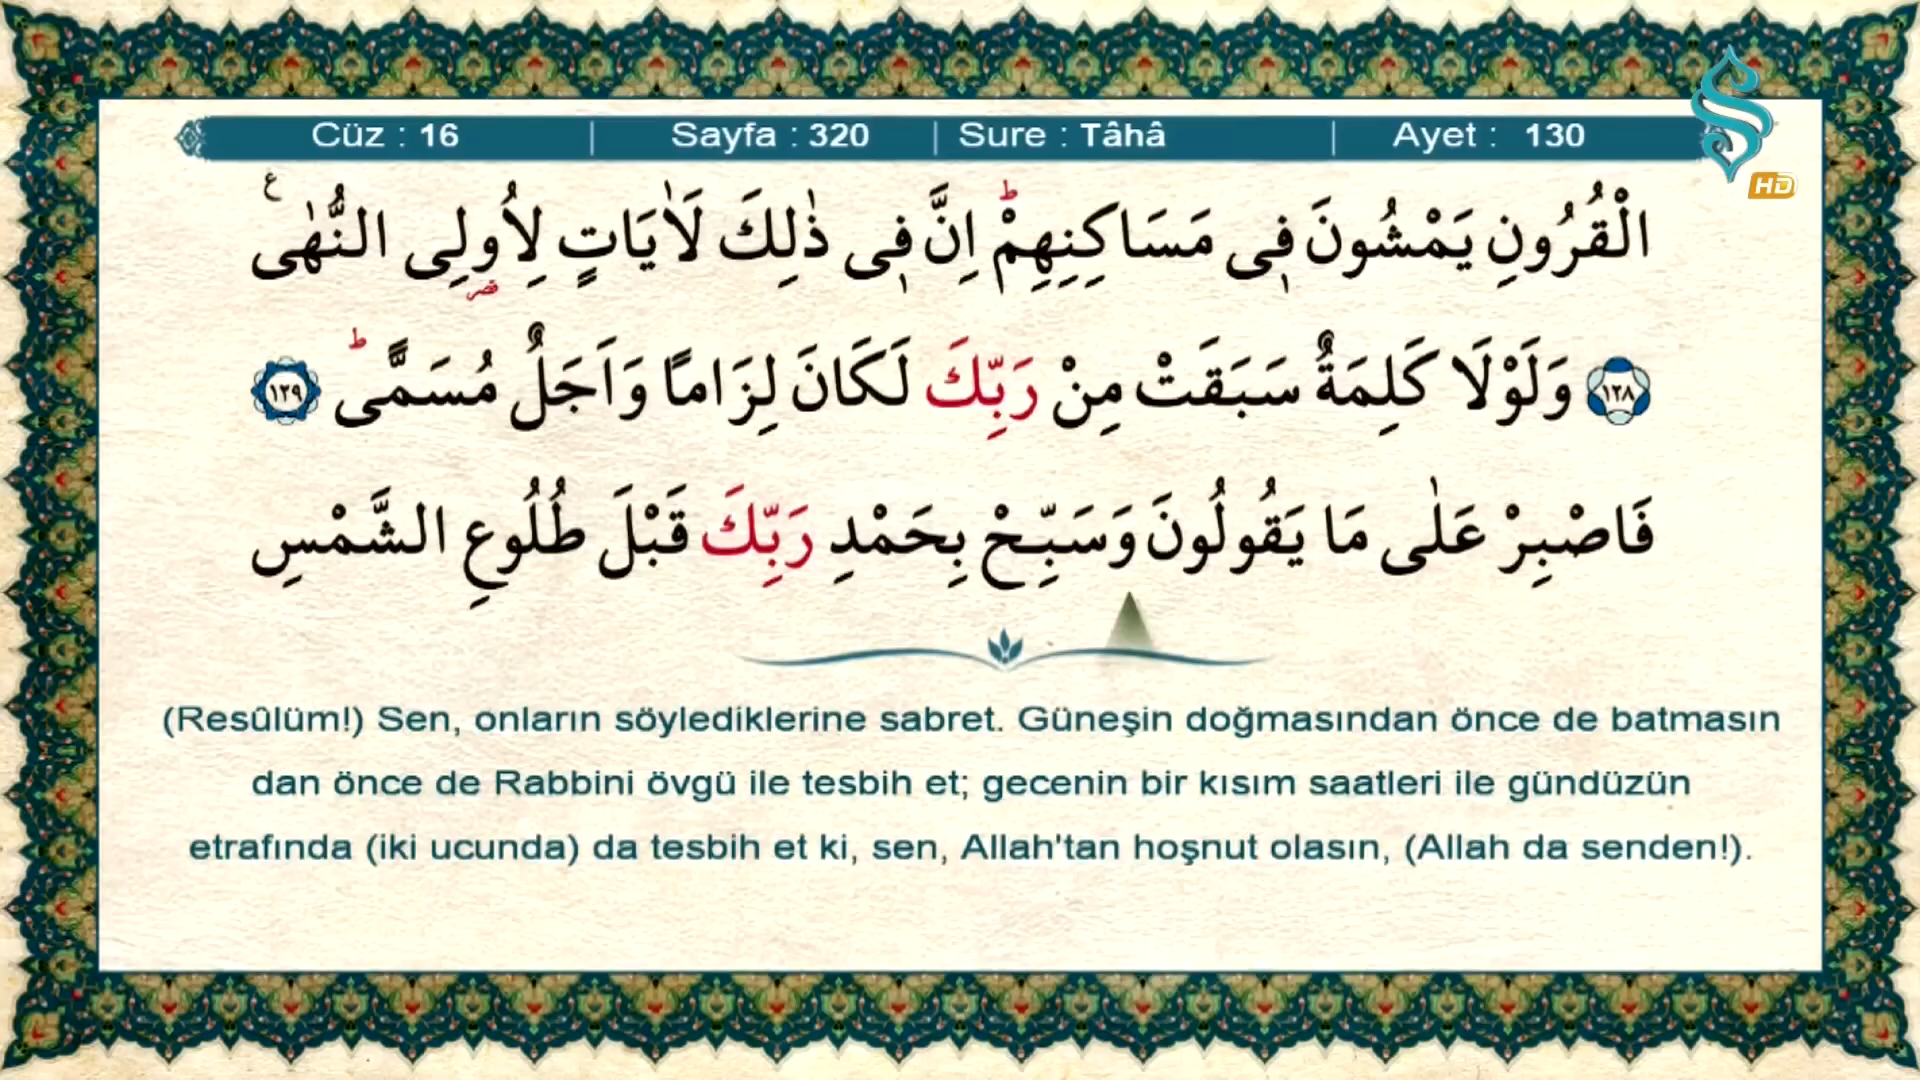 Cüz : 16 | Sayfa : 320 | Sure : Tâhâ | Ayet : 130
HD
الْقُرُونِ يَمْشُونَ ف۪ى مَسَاكِنِهِمْۜ اِنَّ ف۪ى ذٰلِكَ لَاٰيَاتٍ لِاُو۬لِى النُّهٰى ع
﴿١٢٨﴾ وَلَوْلَا كَلِمَةٌ سَبَقَتْ مِنْ رَبِّكَ لَكَانَ لِزَامًا وَاَجَلٌ مُسَمًّى ط ﴿١٢٩﴾
فَاصْبِرْ عَلٰى مَا يَقُولُونَ وَسَبِّحْ بِحَمْدِ رَبِّكَ قَبْلَ طُلُوعِ الشَّمْسِ
(Resûlüm!) Sen, onların söylediklerine sabret. Güneşin doğmasından önce de batmasın
dan önce de Rabbini övgü ile tesbih et; gecenin bir kısım saatleri ile gündüzün
etrafında (iki ucunda) da tesbih et ki, sen, Allah'tan hoşnut olasın, (Allah da senden!).